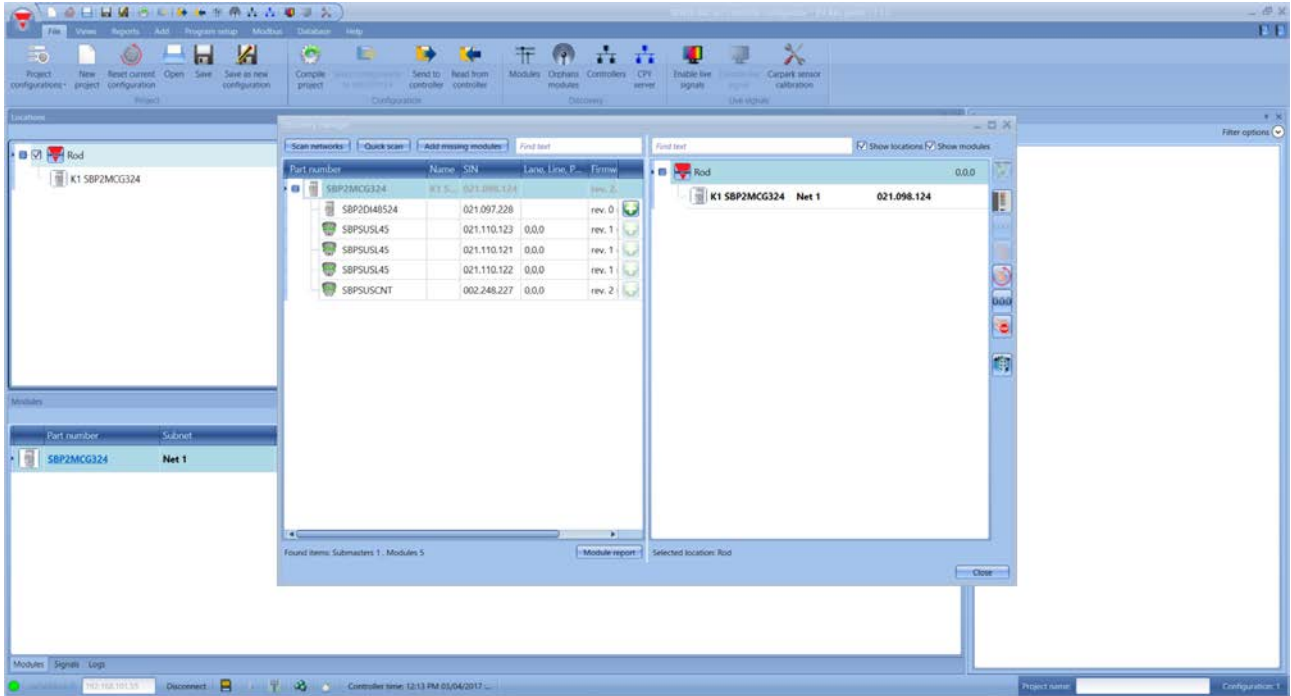 File Views Reports Add Program setup Modbus Database Help
Project configurations
New project
Reset current configuration
Open
Save
Save as new configuration
Compile project
Send to controller
Read from controller
Modules
Orphans modules
Controllers
CPY server
Enable live signals
Carpark sensor calibration
Project
Configuration
Discovery
Live signals
Locations
Filter options
Rod
K1 SBP2MCG324
Scan networks Quick scan Add missing modules Find text
Part number Name SIN Lane, Line, P... Firmw
SBP2MCG324 K1 S... 021.098.124 rev. 2.
SBP2DI48524 021.097.228 rev. 0
SBPSUSL45 021.110.123 0,0,0 rev. 1
SBPSUSL45 021.110.121 0,0,0 rev. 1
SBPSUSL45 021.110.122 0,0,0 rev. 1
SBPSUSCNT 002.248.227 0,0,0 rev. 2
Found items: Submasters 1 . Modules 5
Module report
Find text
Show locations Show modules
Rod 0.0.0
K1 SBP2MCG324 Net 1 021.098.124
Selected location: Rod
Close
Modules
Part number Subnet
SBP2MCG324 Net 1
Modules Signals Logs
Disconnect
Controller time: 12:13 PM 03/04/2017 ...
Project name:
Configuration: 1